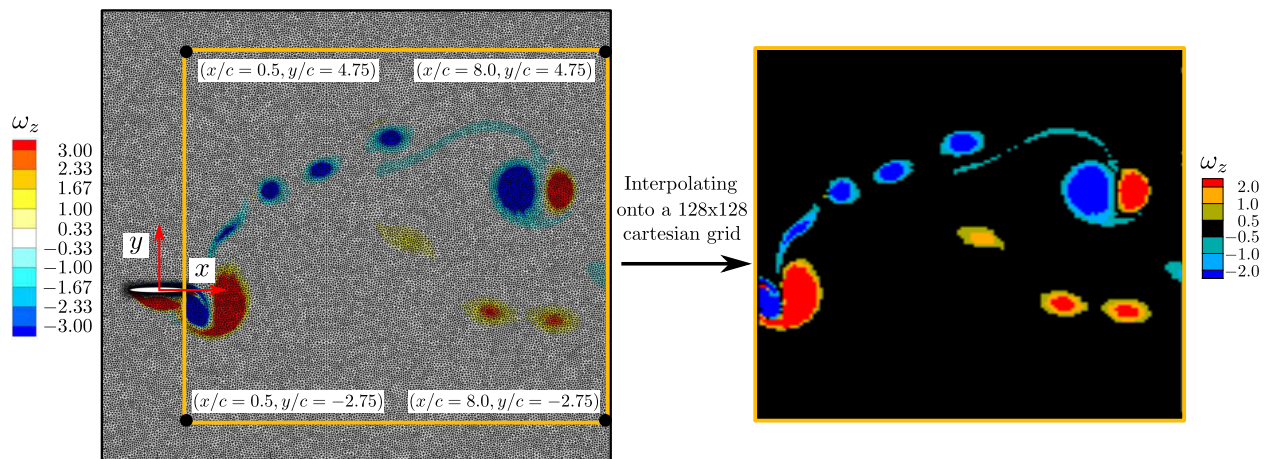 (x/c = 0.5, y/c = 4.75)
(x/c = 8.0, y/c = 4.75)
ω_z
3.00
2.33
1.67
1.00
0.33
−0.33
−1.00
−1.67
−2.33
−3.00
y
x
(x/c = 0.5, y/c = −2.75)
(x/c = 8.0, y/c = −2.75)
Interpolating
onto a 128x128
cartesian grid
ω_z
2.0
1.0
0.5
−0.5
−1.0
−2.0